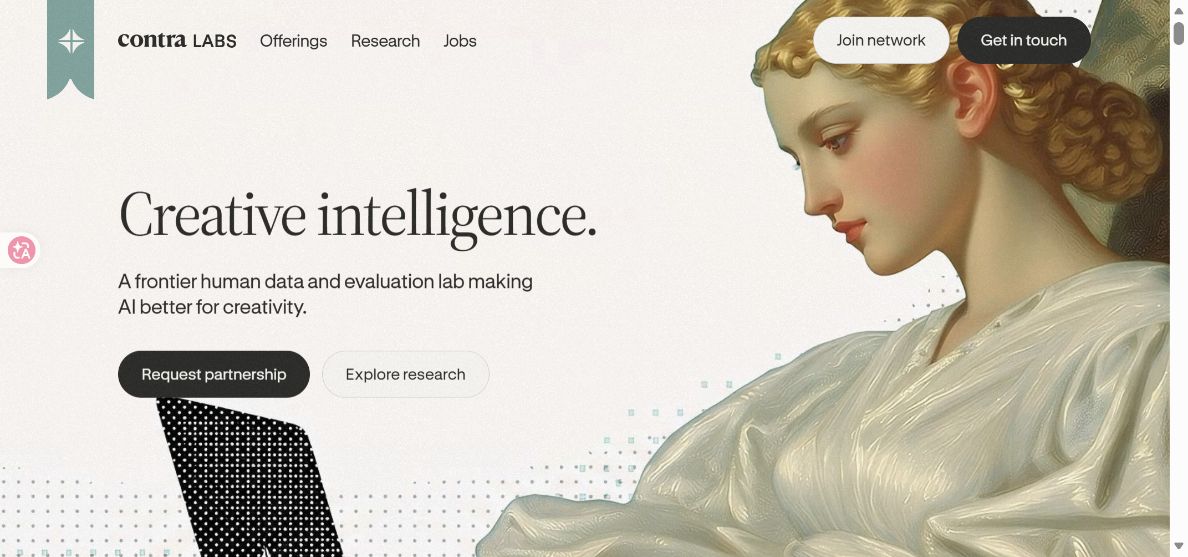 contra LABS
Offerings
Research
Jobs
Join network
Get in touch
Creative intelligence.
A frontier human data and evaluation lab making
AI better for creativity.
Request partnership
Explore research
A